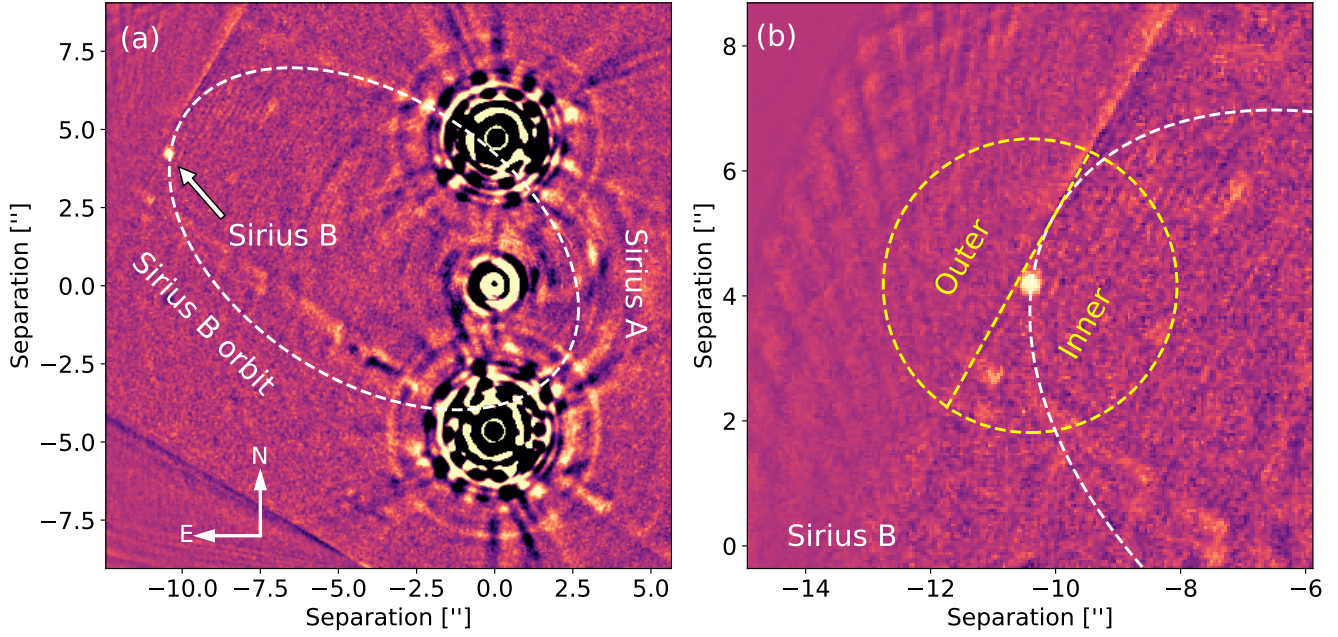 (a)
Sirius B
Sirius B orbit
Sirius A
N
E
7.5
5.0
2.5
0.0
−2.5
−5.0
−7.5
Separation ['']
−10.0 −7.5 −5.0 −2.5 0.0 2.5 5.0
Separation ['']
(b)
Outer
Inner
Sirius B
8
6
4
2
0
Separation ['']
−14 −12 −10 −8 −6
Separation ['']